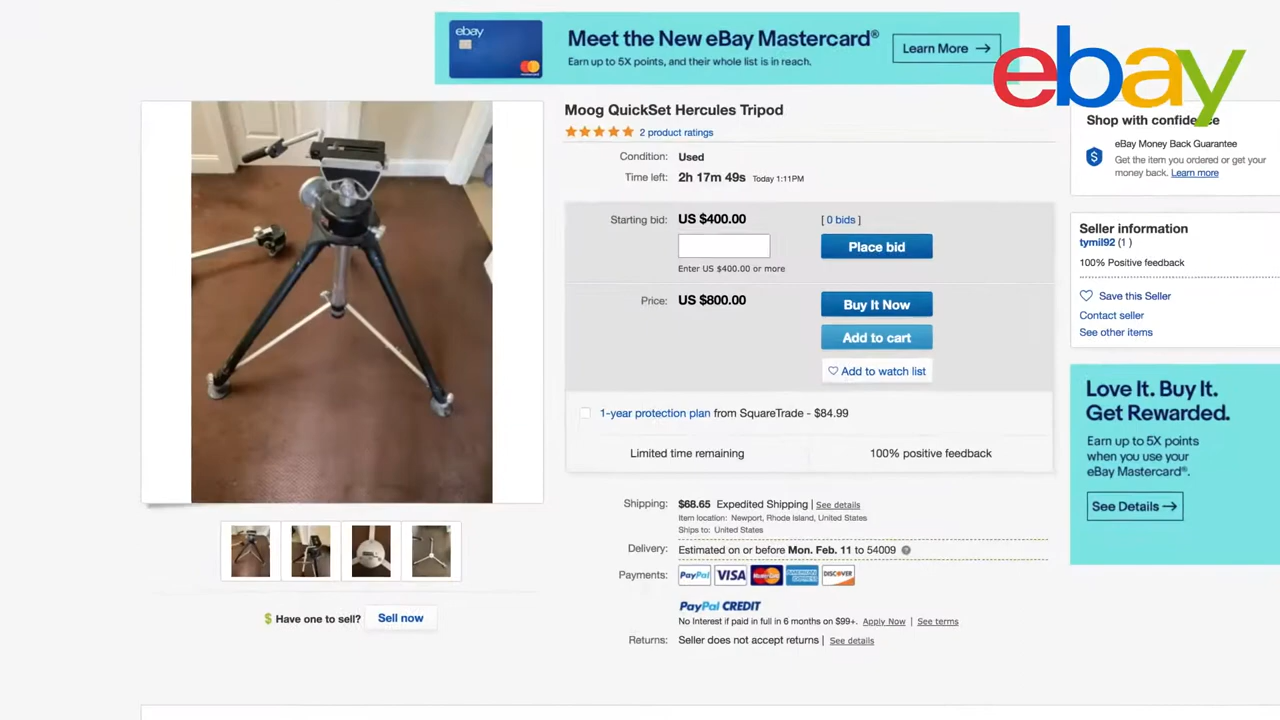 ebay
Meet the New eBay Mastercard®
Earn up to 5X points, and their whole list is in reach.
Learn More →
ebay
Moog QuickSet Hercules Tripod
2 product ratings
Condition: Used
Time left: 2h 17m 49s Today 1:11PM
Starting bid: US $400.00 [ 0 bids ]
Place bid
Enter US $400.00 or more
Price: US $800.00
Buy It Now
Add to cart
Add to watch list
1-year protection plan from SquareTrade - $84.99
Limited time remaining
100% positive feedback
Shipping: $68.65 Expedited Shipping | See details
Item location: Newport, Rhode Island, United States
Ships to: United States
Delivery: Estimated on or before Mon. Feb. 11 to 54009
Payments: PayPal VISA MasterCard AMERICAN EXPRESS DISCOVER
PayPal CREDIT
No Interest if paid in full in 6 months on $99+. Apply Now | See terms
Returns: Seller does not accept returns | See details
$ Have one to sell? Sell now
Shop with confide
eBay Money Back Guarantee
Get the item you ordered or get your
money back. Learn more
Seller information
tymil92 (1 )
100% Positive feedback
Save this Seller
Contact seller
See other items
Love It. Buy It.
Get Rewarded.
Earn up to 5X points
when you use your
eBay Mastercard®.
See Details →